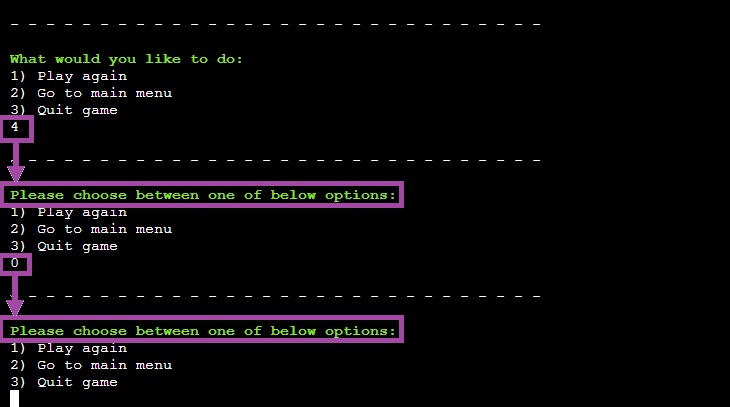 - - - - - - - - - - - - - - - - - - - - - - - - - - - - - -
What would you like to do:
1) Play again
2) Go to main menu
3) Quit game
4
- - - - - - - - - - - - - - - - - - - - - - - - - - - - - -
Please choose between one of below options:
1) Play again
2) Go to main menu
3) Quit game
0
- - - - - - - - - - - - - - - - - - - - - - - - - - - - - -
Please choose between one of below options:
1) Play again
2) Go to main menu
3) Quit game